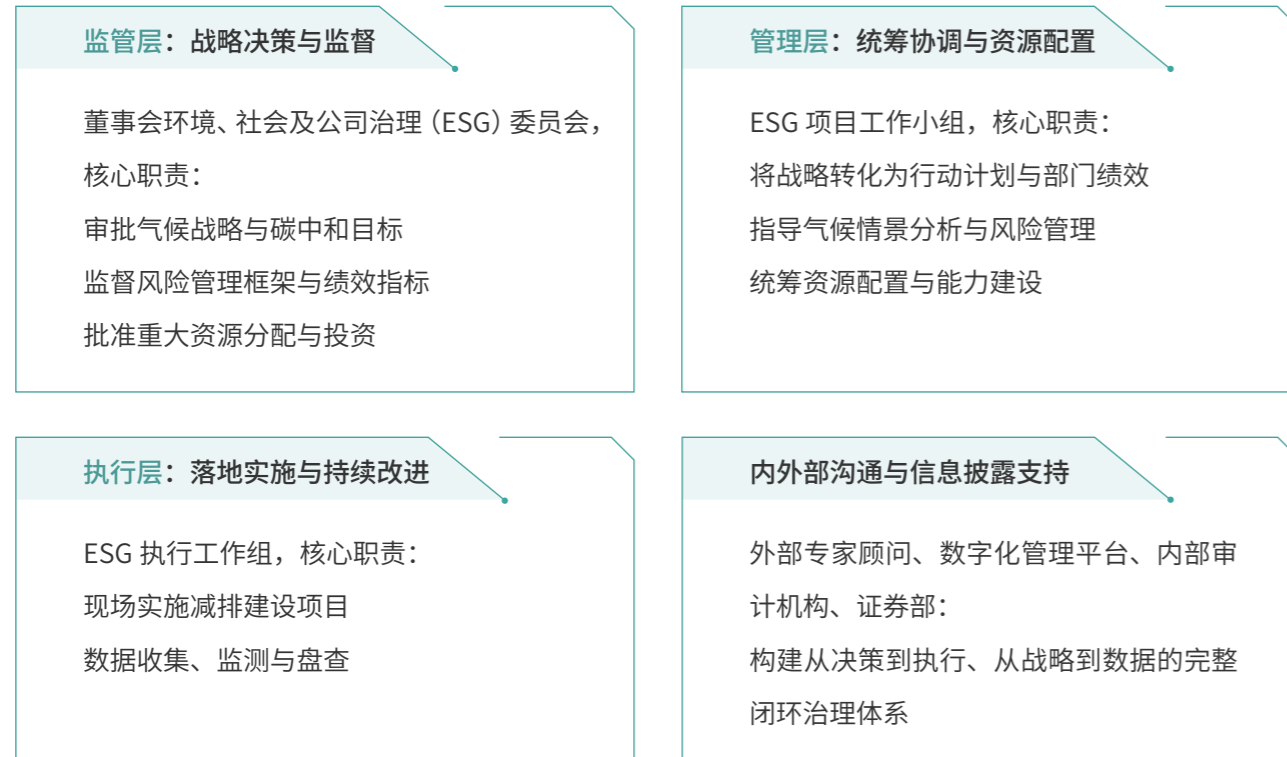 监管层：战略决策与监督
董事会环境、社会及公司治理（ESG）委员会，
核心职责：
审批气候战略与碳中和目标
监督风险管理框架与绩效指标
批准重大资源分配与投资
管理层：统筹协调与资源配置
ESG 项目工作小组，核心职责：
将战略转化为行动计划与部门绩效
指导气候情景分析与风险管理
统筹资源配置与能力建设
执行层：落地实施与持续改进
ESG 执行工作组，核心职责：
现场实施减排建设项目
数据收集、监测与盘查
内外部沟通与信息披露支持
外部专家顾问、数字化管理平台、内部审
计机构、证券部：
构建从决策到执行、从战略到数据的完整
闭环治理体系